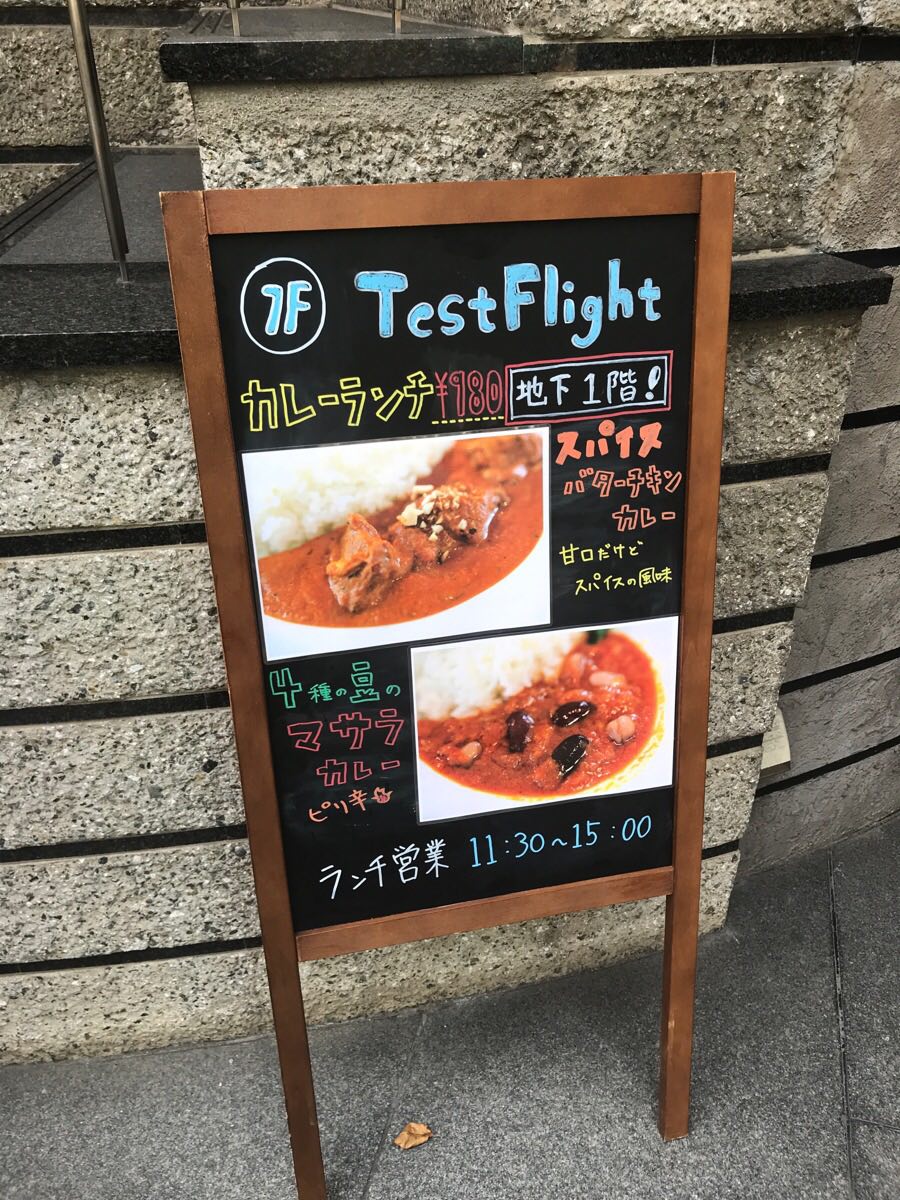 TF TestFlight
カレーランチ ¥980 地下1階!
スパイス
バターチキン
カレー
甘口だけど
スパイスの風味
4種の豆の
マサラ
カレー
ピリ辛
ランチ営業 11:30~15:00